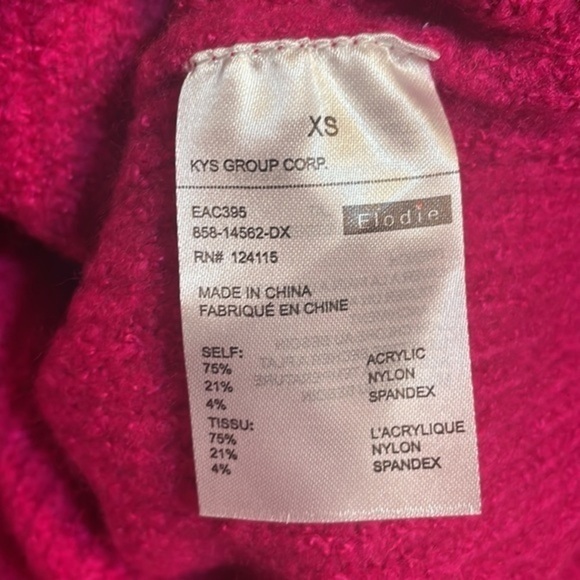 XS
KYS GROUP CORP.
EAC395
858-14562-DX
Elodie
RN# 124115
MADE IN CHINA
FABRIQUÉ EN CHINE
SELF:
75% ACRYLIC
21% NYLON
4% SPANDEX
TISSU:
75% L'ACRYLIQUE
21% NYLON
4% SPANDEX